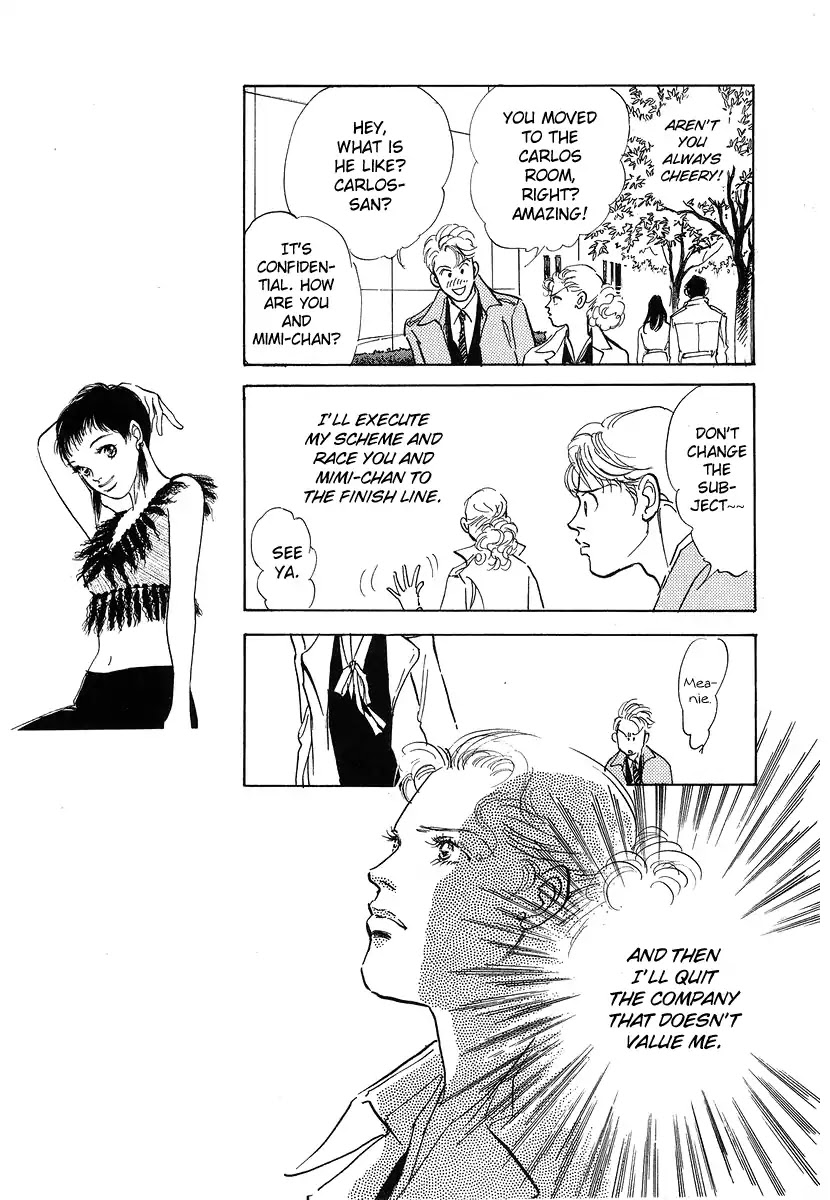 AREN'T
YOU
ALWAYS
CHEERY!
YOU MOVED
TO THE
CARLOS
ROOM,
RIGHT?
AMAZING!
HEY,
WHAT IS
HE LIKE?
CARLOS-
SAN?
IT'S
CONFIDEN-
TIAL. HOW
ARE YOU
AND
MIMI-CHAN?
DON'T
CHANGE
THE
SUB-
JECT~~
I'LL EXECUTE
MY SCHEME AND
RACE YOU AND
MIMI-CHAN TO
THE FINISH LINE.
SEE
YA.
Mea-
nie.
AND THEN
I'LL QUIT
THE COMPANY
THAT DOESN'T
VALUE ME.